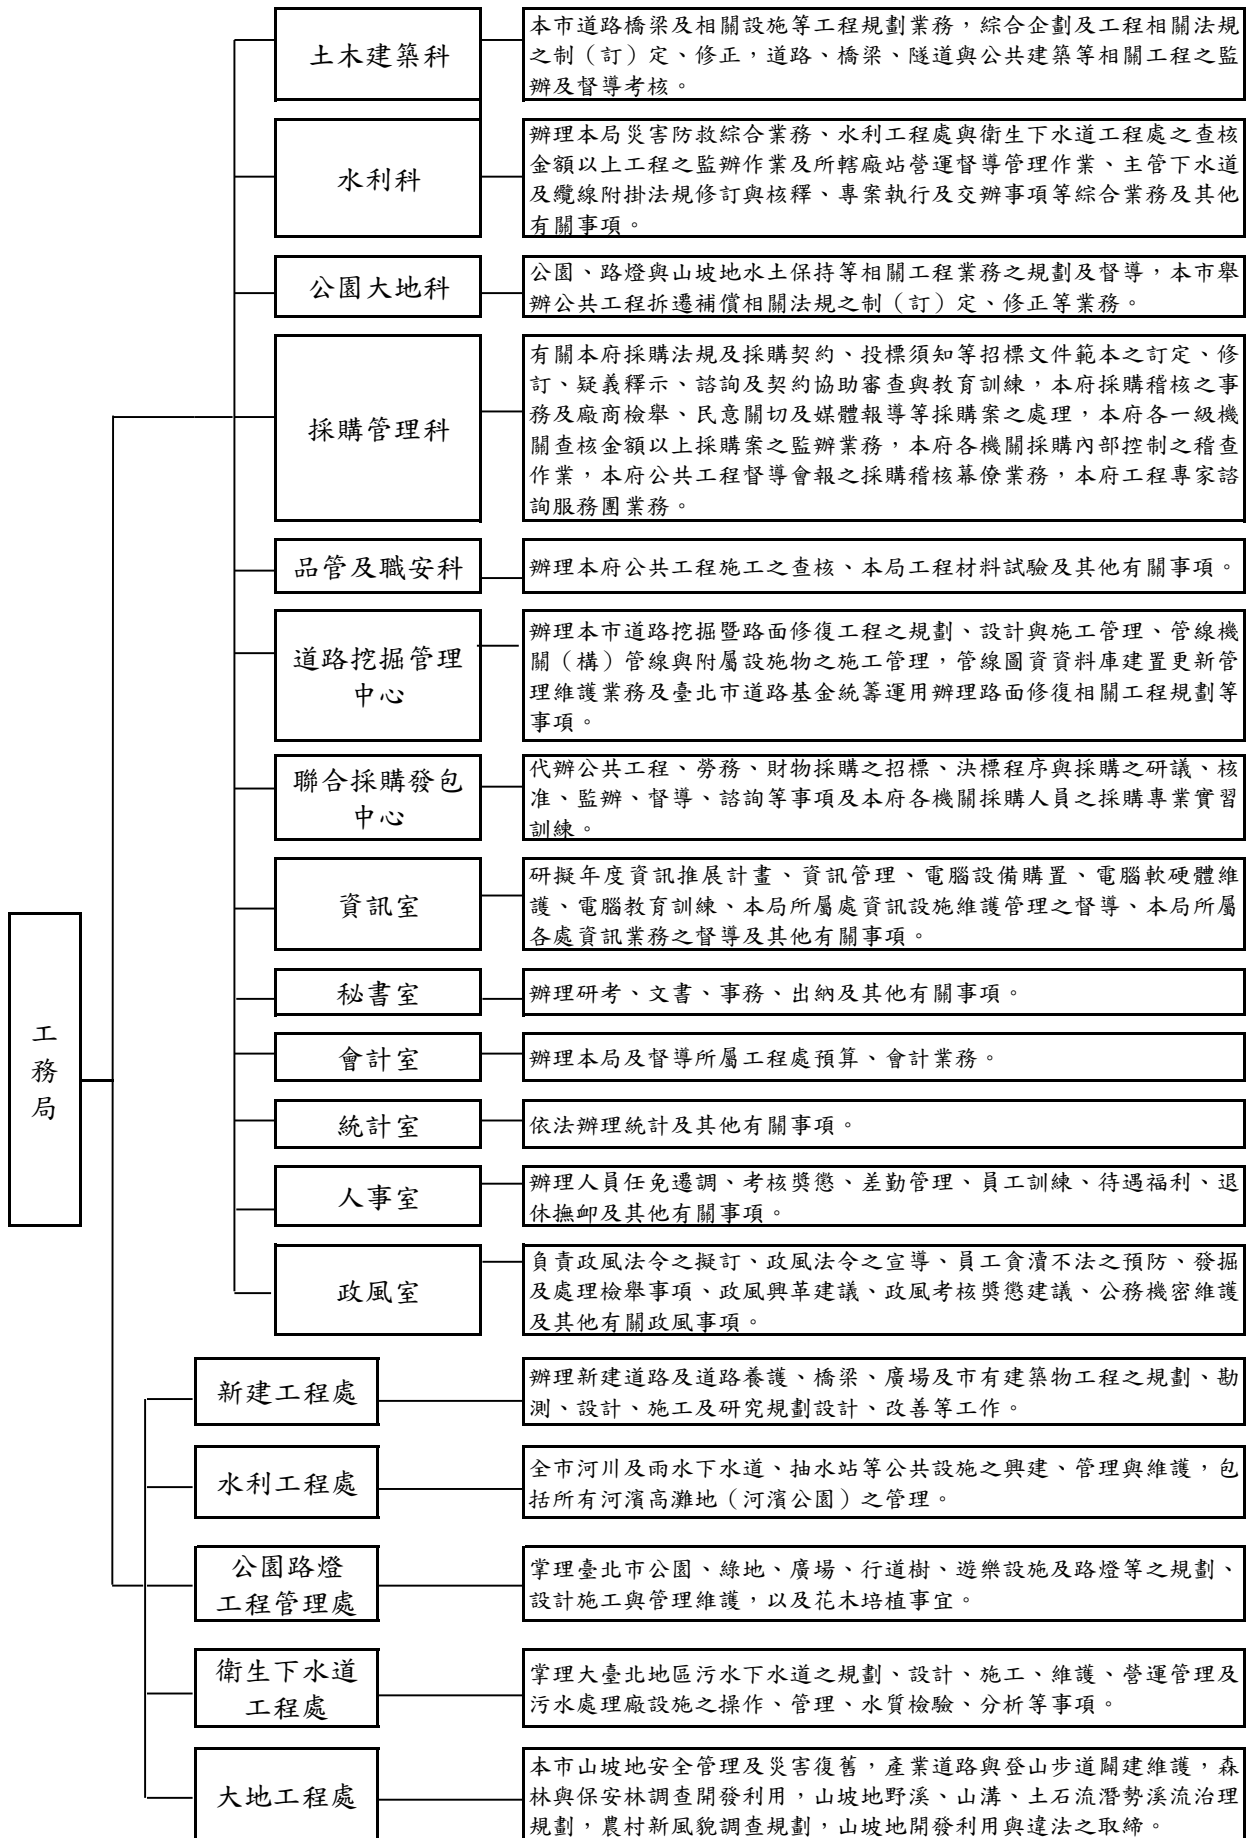 工
務
局
土木建築科
本市道路橋梁及相關設施等工程規劃業務，綜合企劃及工程相關法規
之制（訂）定、修正，道路、橋梁、隧道與公共建築等相關工程之監
辦及督導考核。
水利科
辦理本局災害防救綜合業務、水利工程處與衛生下水道工程處之查核
金額以上工程之監辦作業及所轄廠站營運督導管理作業、主管下水道
及纜線附掛法規修訂與核釋、專案執行及交辦事項等綜合業務及其他
有關事項。
公園大地科
公園、路燈與山坡地水土保持等相關工程業務之規劃及督導，本市舉
辦公共工程拆遷補償相關法規之制（訂）定、修正等業務。
採購管理科
有關本府採購法規及採購契約、投標須知等招標文件範本之訂定、修
訂、疑義釋示、諮詢及契約協助審查與教育訓練，本府採購稽核之事
務及廠商檢舉、民意關切及媒體報導等採購案之處理，本府各一級機
關查核金額以上採購案之監辦業務，本府各機關採購內部控制之稽查
作業，本府公共工程督導會報之採購稽核幕僚業務，本府工程專家諮
詢服務團業務。
品管及職安科
辦理本府公共工程施工之查核、本局工程材料試驗及其他有關事項。
道路挖掘管理
中心
辦理本市道路挖掘暨路面修復工程之規劃、設計與施工管理、管線機
關（構）管線與附屬設施物之施工管理，管線圖資資料庫建置更新管
理維護業務及臺北市道路基金統籌運用辦理路面修復相關工程規劃等
事項。
聯合採購發包
中心
代辦公共工程、勞務、財物採購之招標、決標程序與採購之研議、核
准、監辦、督導、諮詢等事項及本府各機關採購人員之採購專業實習
訓練。
資訊室
研擬年度資訊推展計畫、資訊管理、電腦設備購置、電腦軟硬體維
護、電腦教育訓練、本局所屬處資訊設施維護管理之督導、本局所屬
各處資訊業務之督導及其他有關事項。
秘書室
辦理研考、文書、事務、出納及其他有關事項。
會計室
辦理本局及督導所屬工程處預算、會計業務。
統計室
依法辦理統計及其他有關事項。
人事室
辦理人員任免遷調、考核獎懲、差勤管理、員工訓練、待遇福利、退
休撫卹及其他有關事項。
政風室
負責政風法令之擬訂、政風法令之宣導、員工貪瀆不法之預防、發掘
及處理檢舉事項、政風興革建議、政風考核獎懲建議、公務機密維護
及其他有關政風事項。
新建工程處
辦理新建道路及道路養護、橋梁、廣場及市有建築物工程之規劃、勘
測、設計、施工及研究規劃設計、改善等工作。
水利工程處
全市河川及雨水下水道、抽水站等公共設施之興建、管理與維護，包
括所有河濱高灘地（河濱公園）之管理。
公園路燈
工程管理處
掌理臺北市公園、綠地、廣場、行道樹、遊樂設施及路燈等之規劃、
設計施工與管理維護，以及花木培植事宜。
衛生下水道
工程處
掌理大臺北地區污水下水道之規劃、設計、施工、維護、營運管理及
污水處理廠設施之操作、管理、水質檢驗、分析等事項。
大地工程處
本市山坡地安全管理及災害復舊，產業道路與登山步道闢建維護，森
林與保安林調查開發利用，山坡地野溪、山溝、土石流潛勢溪流治理
規劃，農村新風貌調查規劃，山坡地開發利用與違法之取締。